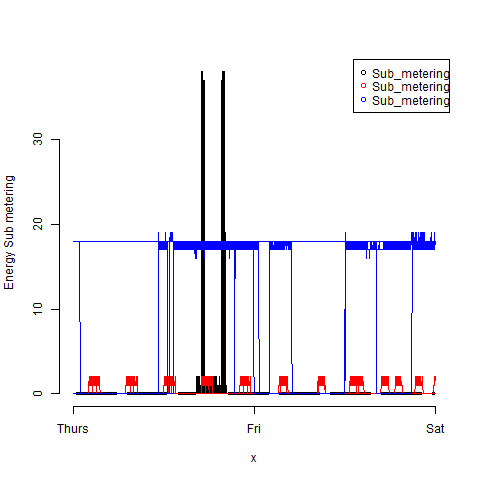 Sub_metering
Sub_metering
Sub_metering
Energy Sub metering
30
20
10
0
Thurs Fri Sat
x